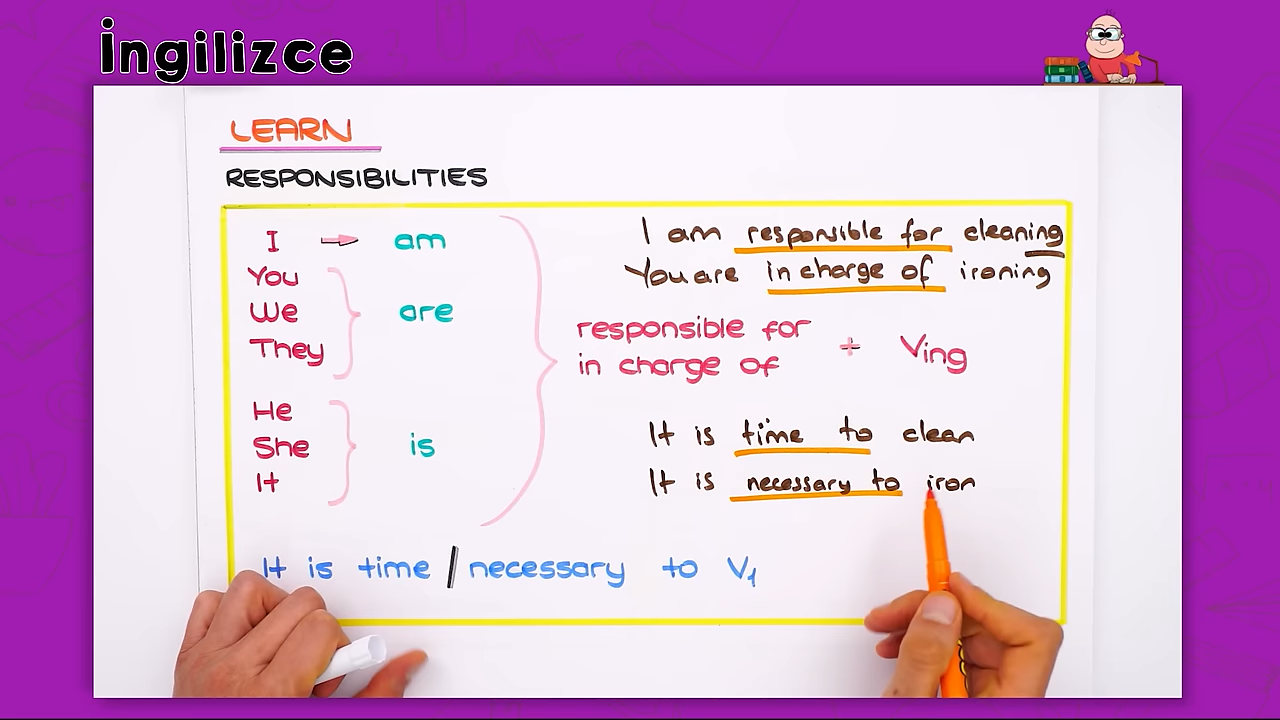 İngilizce
LEARN
RESPONSIBILITIES
I → am
You
We
They
are
He
She
It
is
I am responsible for cleaning
You are in charge of ironing
responsible for
in charge of
+ Ving
It is time to clean
It is necessary to iron
It is time / necessary to V1